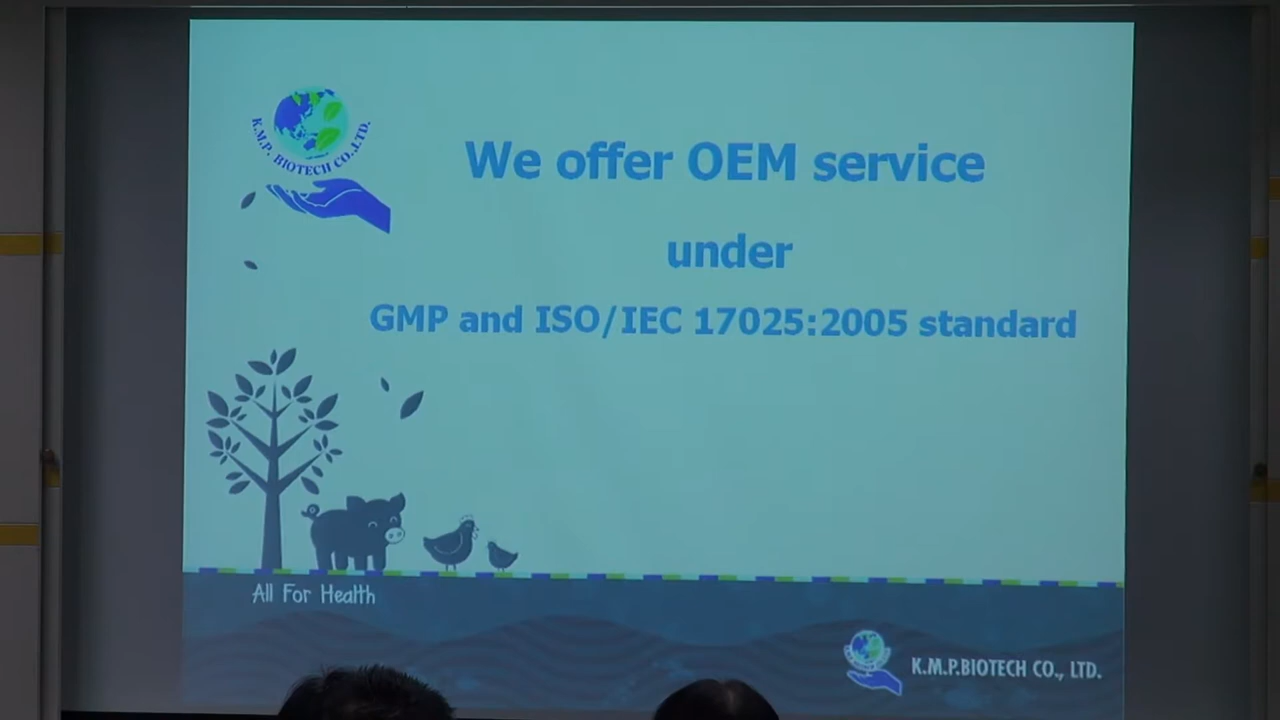 K.M.P. BIOTECH CO.,LTD.
We offer OEM service
under
GMP and ISO/IEC 17025:2005 standard
All For Health
K.M.P.BIOTECH CO., LTD.